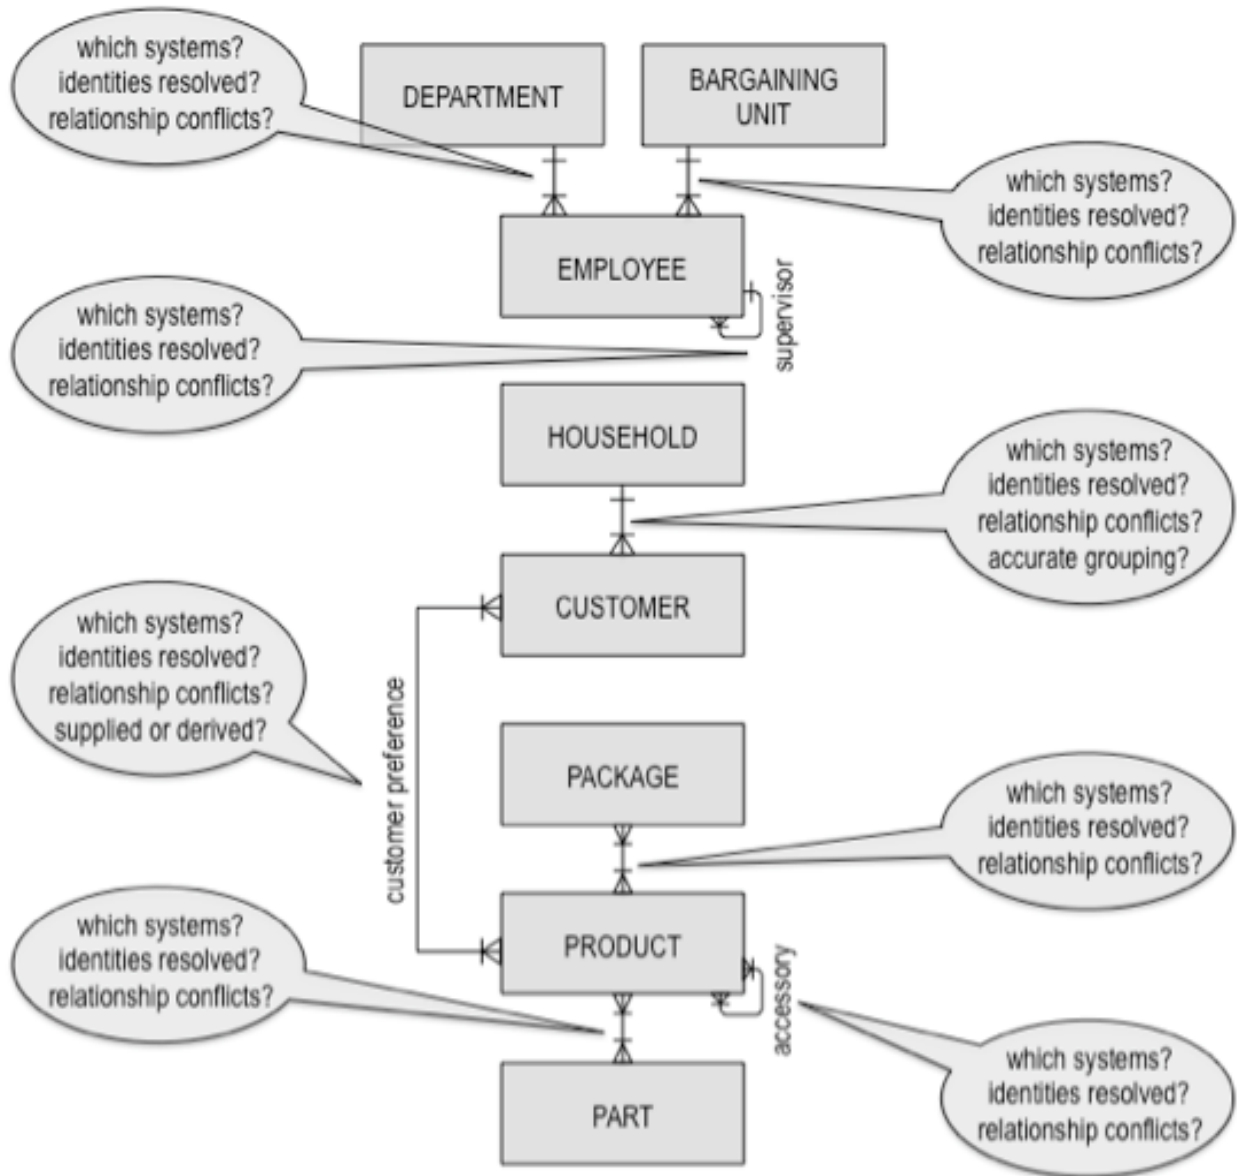 which systems?
identities resolved?
relationship conflicts?
DEPARTMENT
BARGAINING
UNIT
which systems?
identities resolved?
relationship conflicts?
EMPLOYEE
supervisor
which systems?
identities resolved?
relationship conflicts?
HOUSEHOLD
which systems?
identities resolved?
relationship conflicts?
accurate grouping?
CUSTOMER
which systems?
identities resolved?
relationship conflicts?
supplied or derived?
customer preference
PACKAGE
which systems?
identities resolved?
relationship conflicts?
PRODUCT
accessory
which systems?
identities resolved?
relationship conflicts?
PART
which systems?
identities resolved?
relationship conflicts?